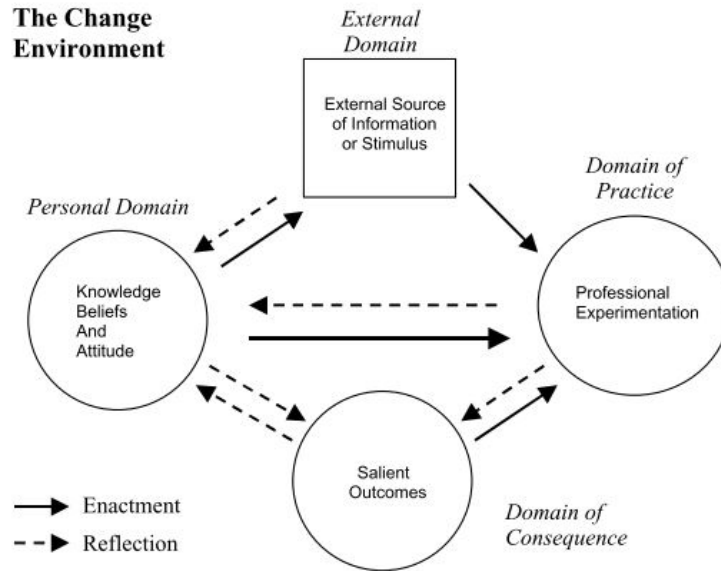 The Change
Environment
External
Domain
External Source
of Information
or Stimulus
Domain of
Practice
Personal Domain
Knowledge
Beliefs
And
Attitude
Professional
Experimentation
Salient
Outcomes
Enactment
Reflection
Domain of
Consequence